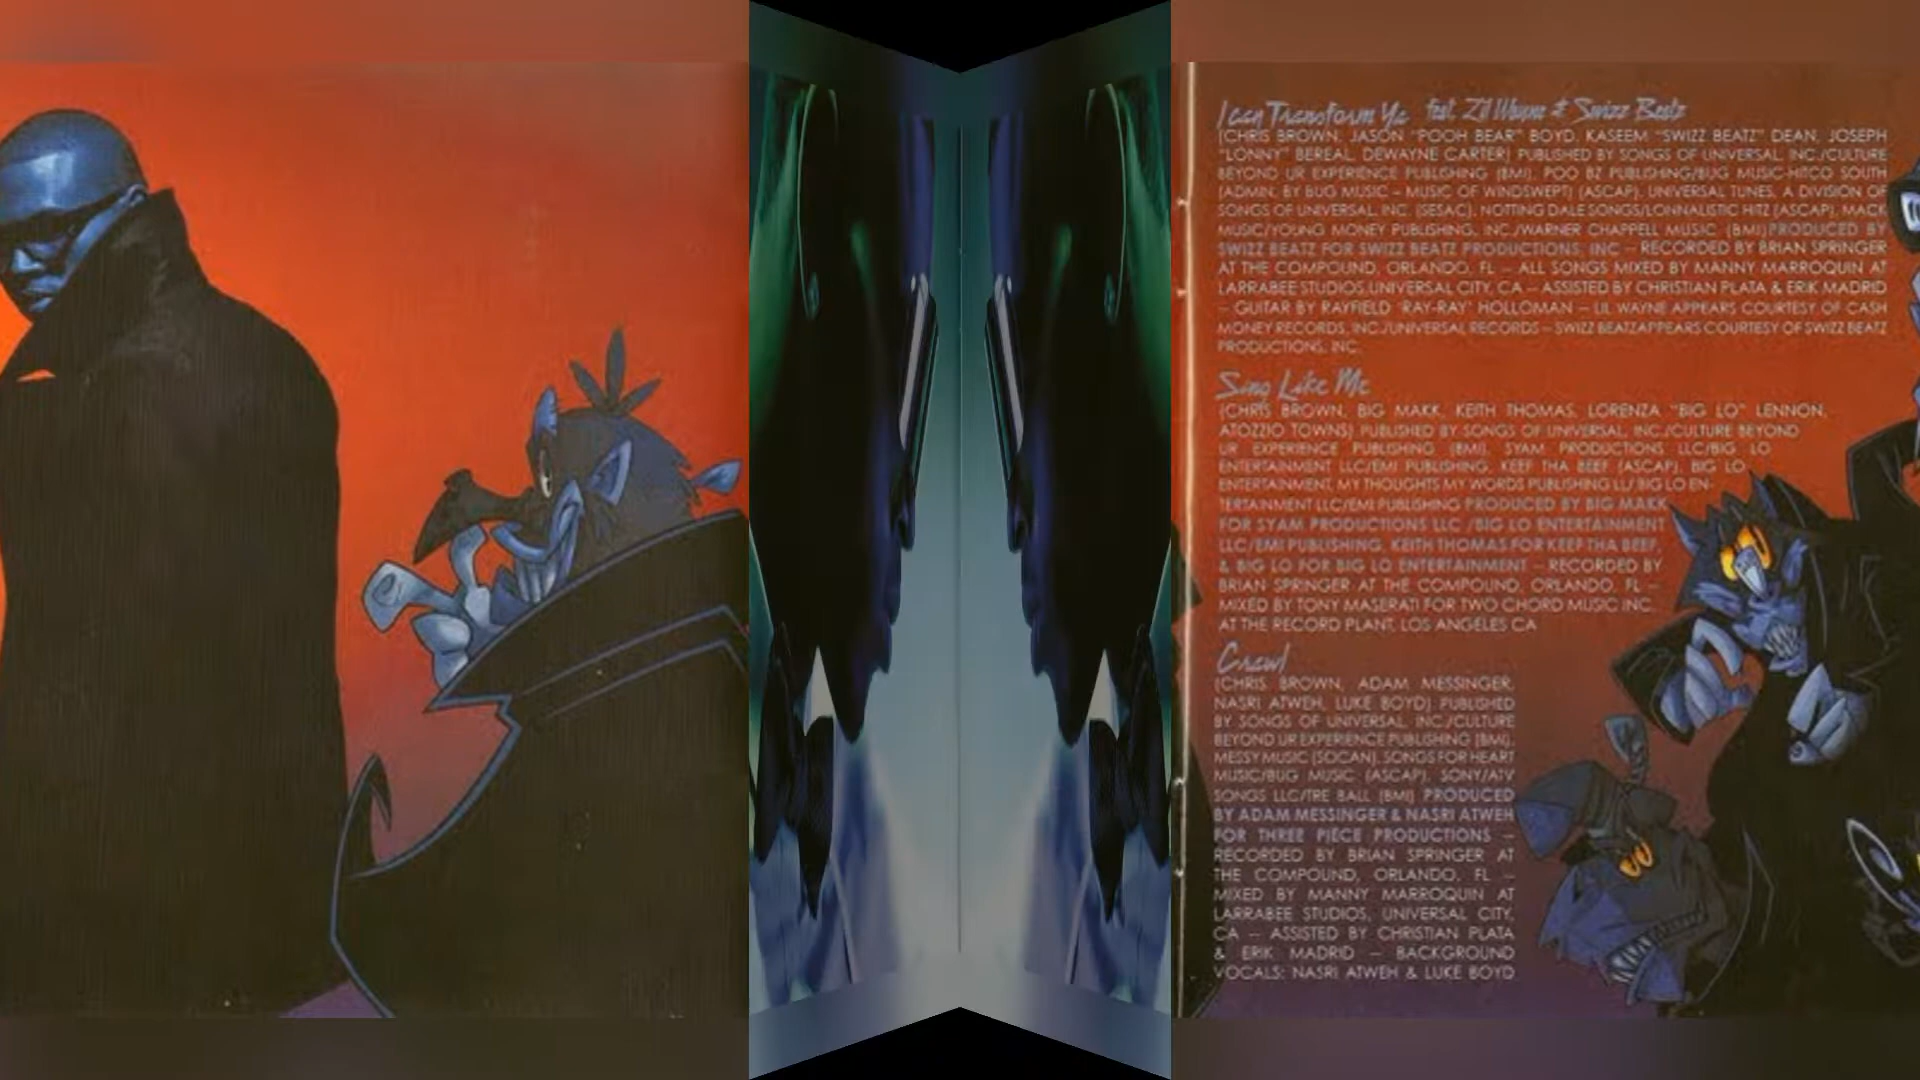 I can Transform Ya feat. Lil Wayne & Swizz Beatz
(CHRIS BROWN, JASON "POOH BEAR" BOYD, KASEEM "SWIZZ BEATZ" DEAN, JOSEPH
"LONNY" BEREAL, DEWAYNE CARTER) PUBLISHED BY SONGS OF UNIVERSAL, INC./CULTURE
BEYOND UR EXPERIENCE PUBLISHING (BMI), POO BZ PUBLISHING/BUG MUSIC-HITCO SOUTH
(ADMIN. BY BUG MUSIC – MUSIC OF WINDSWEPT) (ASCAP), UNIVERSAL TUNES, A DIVISION OF
SONGS OF UNIVERSAL, INC. (SESAC), NOTTING DALE SONGS/LONNALISTIC HITZ (ASCAP), MACK
MUSIC/YOUNG MONEY PUBLISHING, INC./WARNER CHAPPELL MUSIC (BMI) PRODUCED BY
SWIZZ BEATZ FOR SWIZZ BEATZ PRODUCTIONS, INC – RECORDED BY BRIAN SPRINGER
AT THE COMPOUND, ORLANDO, FL – ALL SONGS MIXED BY MANNY MARROQUIN AT
LARRABEE STUDIOS, UNIVERSAL CITY, CA – ASSISTED BY CHRISTIAN PLATA & ERIK MADRID
– GUITAR BY RAYFIELD 'RAY-RAY' HOLLOMAN – LIL WAYNE APPEARS COURTESY OF CASH
MONEY RECORDS, INC./UNIVERSAL RECORDS – SWIZZ BEATZ APPEARS COURTESY OF SWIZZ BEATZ
PRODUCTIONS, INC.
Sing Like Me
(CHRIS BROWN, BIG MAKK, KEITH THOMAS, LORENZA "BIG LO" LENNON,
ATOZZIO TOWNS) PUBLISHED BY SONGS OF UNIVERSAL, INC./CULTURE BEYOND
UR EXPERIENCE PUBLISHING (BMI), SYAM PRODUCTIONS LLC/BIG LO
ENTERTAINMENT LLC/EMI PUBLISHING, KEEF THA BEEF (ASCAP), BIG LO
ENTERTAINMENT, MY THOUGHTS MY WORDS PUBLISHING LLC/BIG LO EN-
TERTAINMENT LLC/EMI PUBLISHING PRODUCED BY BIG MAKK
FOR SYAM PRODUCTIONS LLC /BIG LO ENTERTAINMENT
LLC/EMI PUBLISHING, KEITH THOMAS FOR KEEF THA BEEF,
& BIG LO FOR BIG LO ENTERTAINMENT – RECORDED BY
BRIAN SPRINGER AT THE COMPOUND, ORLANDO, FL –
MIXED BY TONY MASERATI FOR TWO CHORD MUSIC INC.
AT THE RECORD PLANT, LOS ANGELES CA
Crawl
(CHRIS BROWN, ADAM MESSINGER,
NASRI ATWEH, LUKE BOYD) PUBLISHED
BY SONGS OF UNIVERSAL, INC./CULTURE
BEYOND UR EXPERIENCE PUBLISHING (BMI),
MESSY MUSIC (SOCAN), SONGS FOR HEART
MUSIC/BUG MUSIC (ASCAP), SONY/ATV
SONGS LLC/TRE BALL (BMI) PRODUCED
BY ADAM MESSINGER & NASRI ATWEH
FOR THREE PIECE PRODUCTIONS –
RECORDED BY BRIAN SPRINGER AT
THE COMPOUND, ORLANDO, FL –
MIXED BY MANNY MARROQUIN AT
LARRABEE STUDIOS, UNIVERSAL CITY,
CA – ASSISTED BY CHRISTIAN PLATA
& ERIK MADRID – BACKGROUND
VOCALS: NASRI ATWEH & LUKE BOYD